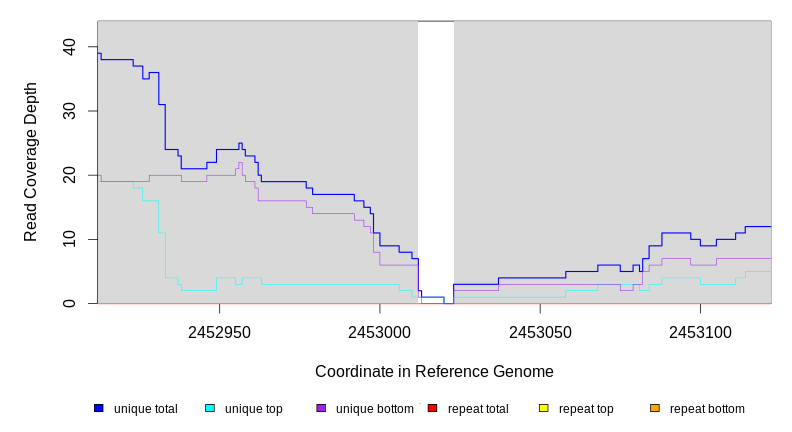 40
30
20
10
0
Read Coverage Depth
2452950 2453000 2453050 2453100
Coordinate in Reference Genome
unique total unique top unique bottom repeat total repeat top repeat bottom